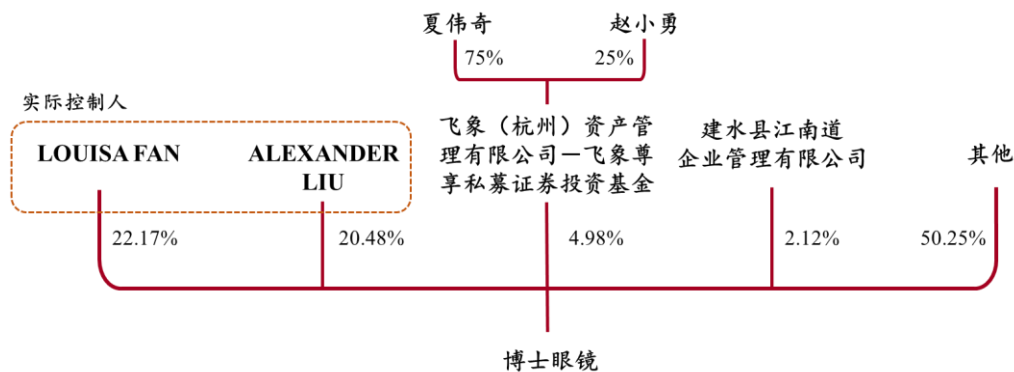 夏伟奇 赵小勇
75% 25%
实际控制人
LOUISA FAN
ALEXANDER
LIU
飞象（杭州）资产管
理有限公司－飞象尊
享私募证券投资基金
建水县江南道
企业管理有限公司
其他
22.17% 20.48% 4.98% 2.12% 50.25%
博士眼镜